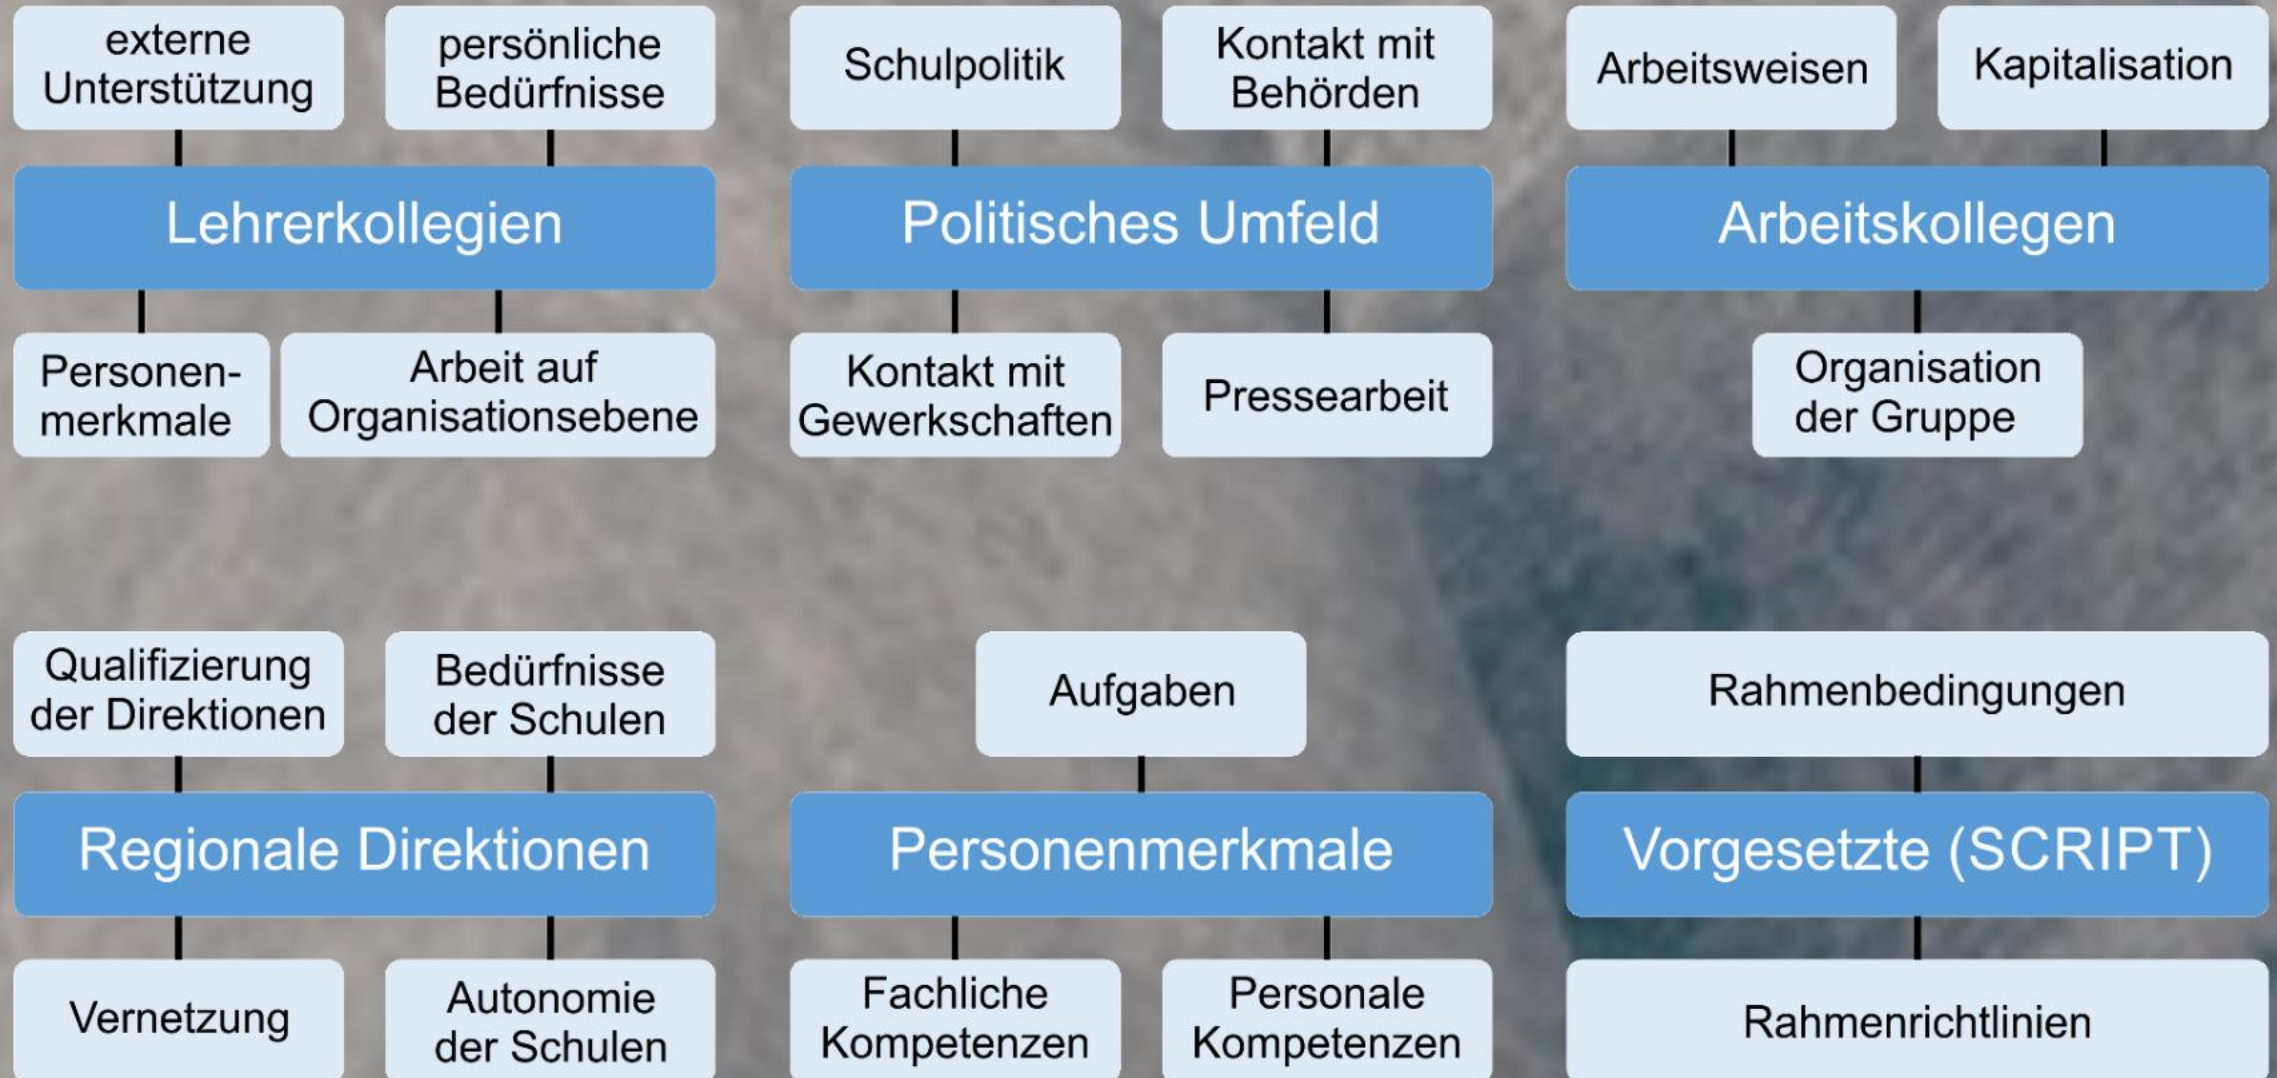 externe
Unterstützung
persönliche
Bedürfnisse
Lehrerkollegien
Personen-
merkmale
Arbeit auf
Organisationsebene
Schulpolitik
Kontakt mit
Behörden
Politisches Umfeld
Kontakt mit
Gewerkschaften
Pressearbeit
Arbeitsweisen
Kapitalisation
Arbeitskollegen
Organisation
der Gruppe
Qualifizierung
der Direktionen
Bedürfnisse
der Schulen
Regionale Direktionen
Vernetzung
Autonomie
der Schulen
Aufgaben
Personenmerkmale
Fachliche
Kompetenzen
Personale
Kompetenzen
Rahmenbedingungen
Vorgesetzte (SCRIPT)
Rahmenrichtlinien